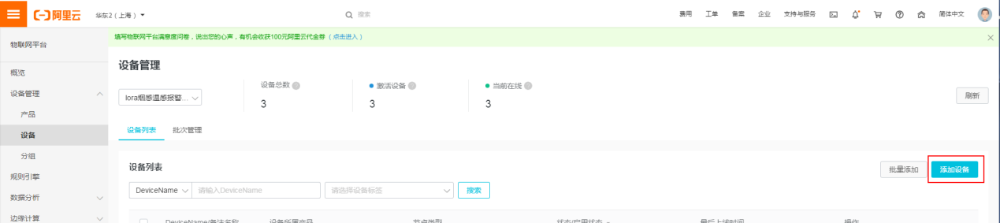 阿里云 华东2(上海) 搜索 费用 工单 备案 企业 支持与服务 简体中文
物联网平台
填写物联网平台满意度问卷，说出您的心声，有机会收获100元阿里云代金券（点击进入）
设备管理
概览
设备管理
产品
设备
分组
规则引擎
数据分析
边缘计算
lora烟感温感报警...
设备总数
3
激活设备
3
当前在线
3
刷新
设备列表 批次管理
设备列表
批量添加 添加设备
DeviceName 请输入DeviceName 请选择设备标签 搜索
DeviceName/备注名称 设备所属产品 节点类型 状态/启用状态 最后上线时间 操作